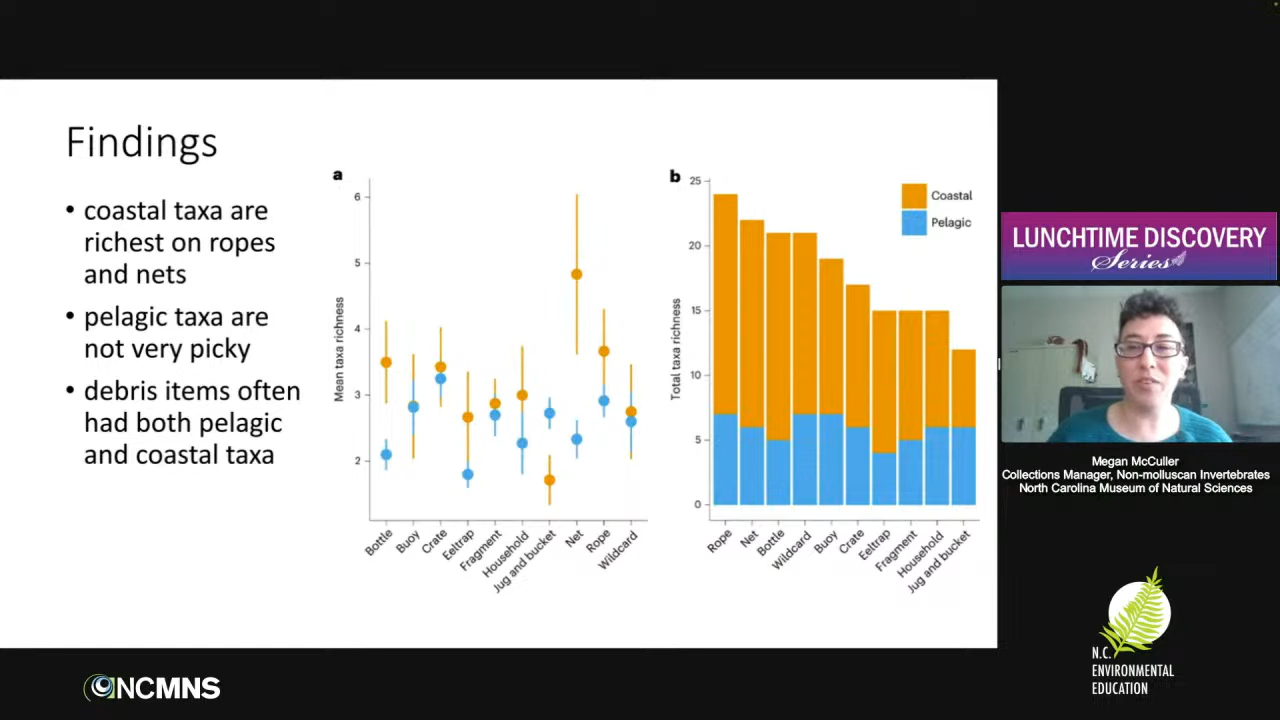 Findings
• coastal taxa are
richest on ropes
and nets
• pelagic taxa are
not very picky
• debris items often
had both pelagic
and coastal taxa
a
Mean taxa richness
6
5
4
3
2
Bottle
Buoy
Crate
Eeltrap
Fragment
Household
Jug and bucket
Net
Rope
Wildcard
b
Total taxa richness
25
20
15
10
5
0
Coastal
Pelagic
Rope
Net
Bottle
Wildcard
Buoy
Crate
Eeltrap
Fragment
Household
Jug and bucket
LUNCHTIME DISCOVERY
Series
Megan McCuller
Collections Manager, Non-molluscan Invertebrates
North Carolina Museum of Natural Sciences
NCMNS
N.C.
ENVIRONMENTAL
EDUCATION